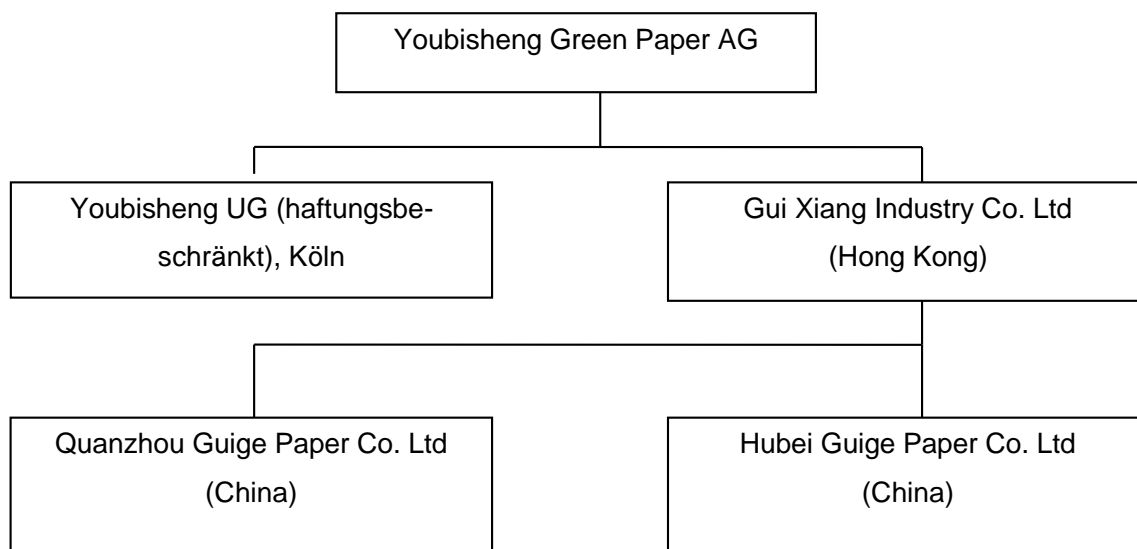 Youbisheng Green Paper AG
Youbisheng UG (haftungsbe-
schränkt), Köln
Gui Xiang Industry Co. Ltd
(Hong Kong)
Quanzhou Guige Paper Co. Ltd
(China)
Hubei Guige Paper Co. Ltd
(China)